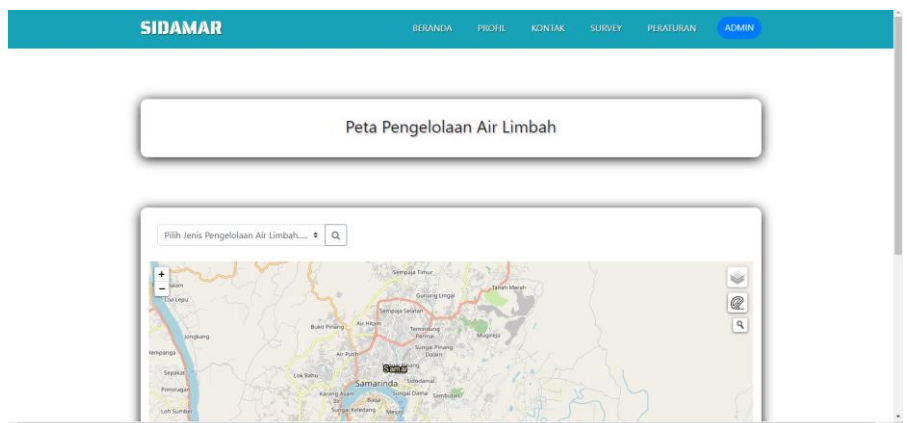 SIDAMAR BERANDA PROFIL KONTAK SURVEY PERATURAN ADMIN
Peta Pengelolaan Air Limbah
Pilih Jenis Pengelolaan Air Limbah....
+
−
Sempaja Timur
Loa Lepu
Gunung Lingai
Tanah Merah
Sempaja Selatan
Bukit Pinang
Air Hitam
Temindung
Permai
Mugirejo
Jongkang
Sungai Pinang
Dalam
Air Putih
Lok Bahu
Samarinda
Sidodamai
Karang Asam
Sungai Dama
Sambutan
Sungai Keledang